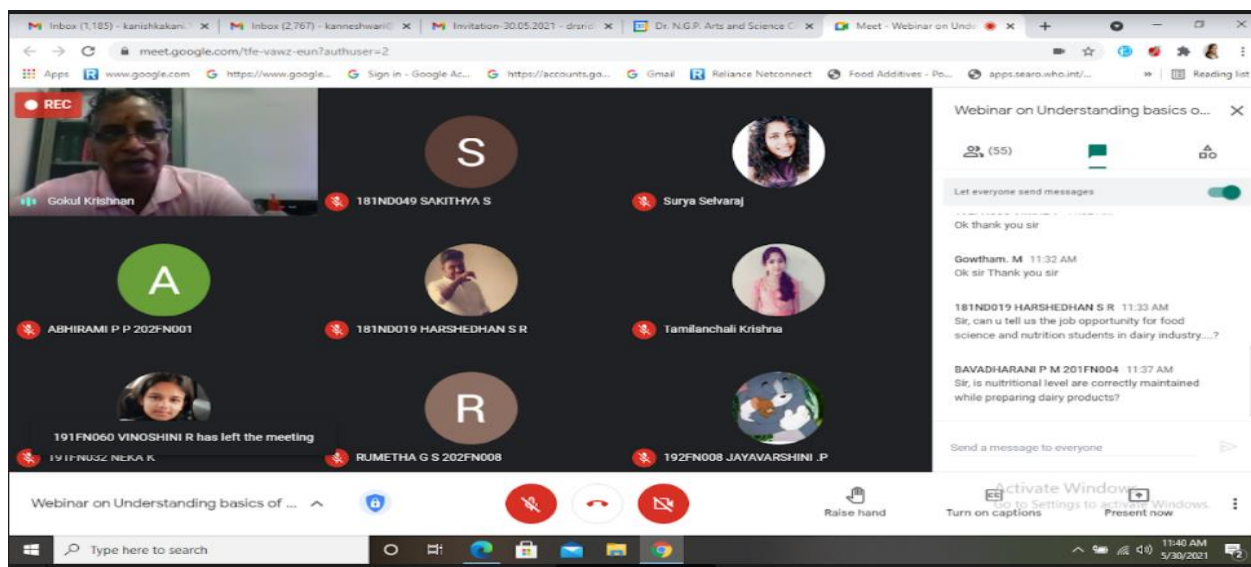 Inbox (1,185) - kanishkakani.
Inbox (2,767) - kanneshwari
Invitation-30.05.2021 - drsri
Dr. N.G.P. Arts and Science C
Meet - Webinar on Unde
meet.google.com/tfe-vawz-eun?authuser=2
Apps
www.google.com
https://www.google...
Sign in - Google Ac...
https://accounts.go...
Gmail
Reliance Netconnect
Food Additives - Po...
apps.searo.who.int/...
»
Reading list
REC
Gokul Krishnan
S
181ND049 SAKITHYA S
Surya Selvaraj
A
ABHIRAMI P P 202FN001
181ND019 HARSHEDHAN S R
Tamilanchali Krishna
191FN060 VINOSHINI R has left the meeting
191FN032 NEKA K
R
RUMETHA G S 202FN008
192FN008 JAYAVARSHINI .P
Webinar on Understanding basics o...
(55)
Let everyone send messages
Ok thank you sir
Gowtham. M 11:32 AM
Ok sir Thank you sir
181ND019 HARSHEDHAN S R 11:33 AM
Sir, can u tell us the job opportunity for food
science and nutrition students in dairy industry....?
BAVADHARANI P M 201FN004 11:37 AM
Sir, is nultritional level are correctly maintained
while preparing dairy products?
Send a message to everyone
Webinar on Understanding basics of ...
Raise hand
CC
Turn on captions
Present now
Activate Windows
Go to Settings to activate Windows.
Type here to search
11:40 AM
5/30/2021
2